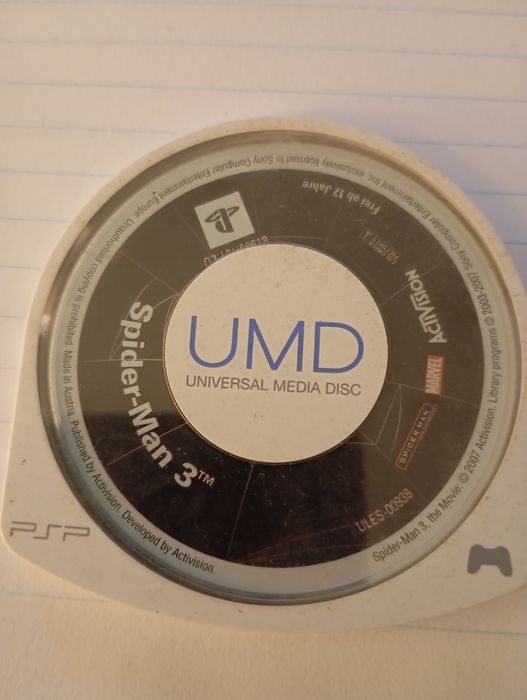 UMD
UNIVERSAL MEDIA DISC
Spider-Man 3™
ACTIVISION
MARVEL
SPIDER-MAN
ULES-00938
Frei ab 12 Jahre
PSP
Spider-Man 3, the Movie: © 2007 Activision. Library programs © 2003-2007 Sony Computer Entertainment Inc. exclusively licensed to Sony Computer Entertainment Europe. Unauthorised copying is prohibited. Made in Austria. Published by Activision. Developed by Activision.